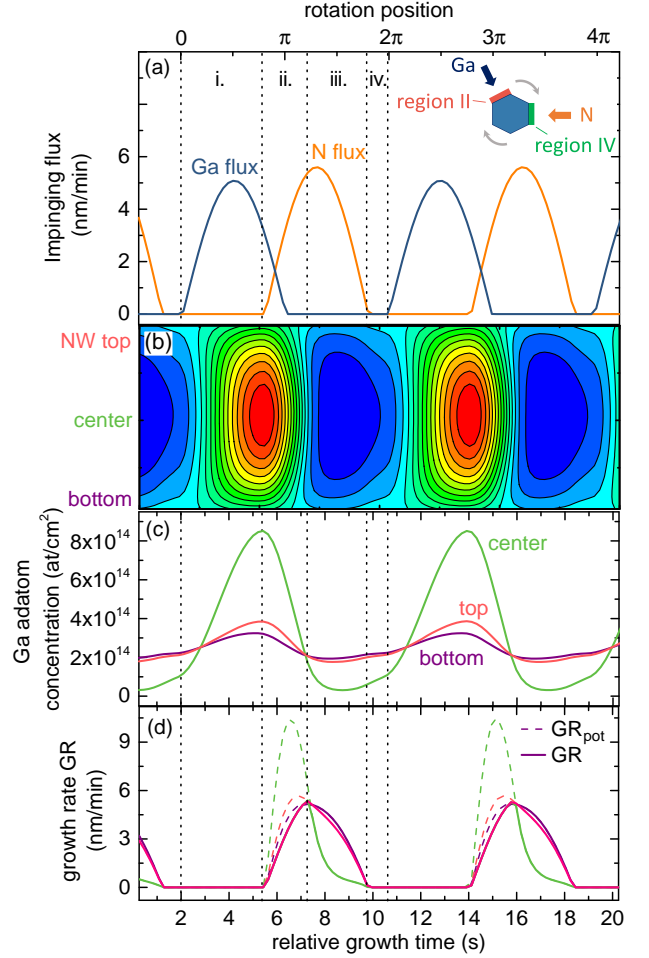 rotation position
0 π 2π 3π 4π
(a) i. ii. iii. iv.
Ga
N
region II
region IV
Ga flux N flux
Impinging flux
(nm/min)
6
4
2
0
(b)
NW top
center
bottom
(c)
center
top
bottom
Ga adatom
concentration (at/cm²)
8x10¹⁴
6x10¹⁴
4x10¹⁴
2x10¹⁴
0
(d)
GRpot
GR
growth rate GR
(nm/min)
9
6
3
0
2 4 6 8 10 12 14 16 18 20
relative growth time (s)